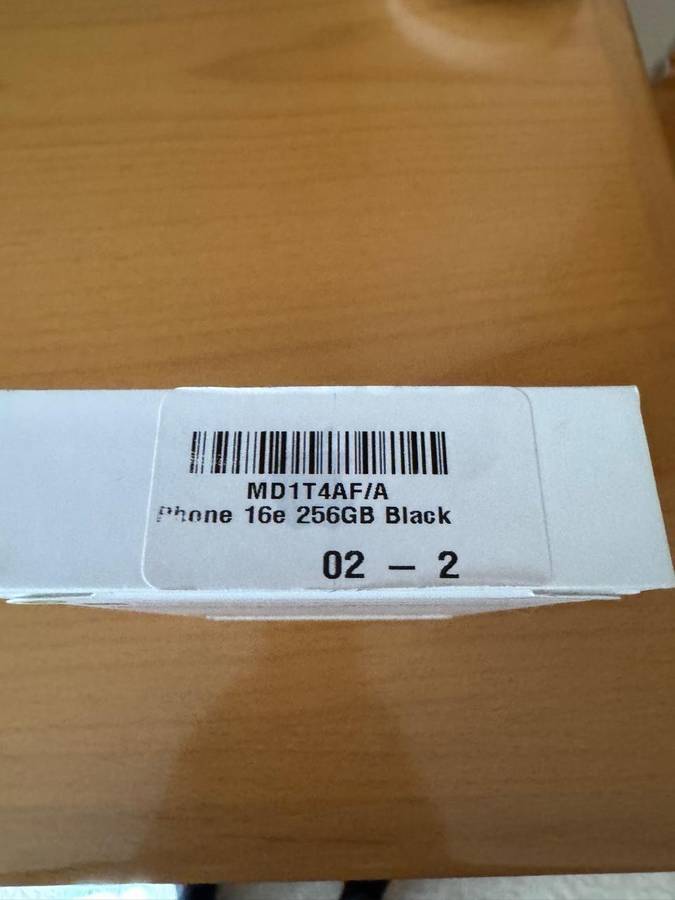 MD1T4AF/A
Phone 16e 256GB Black
02 – 2